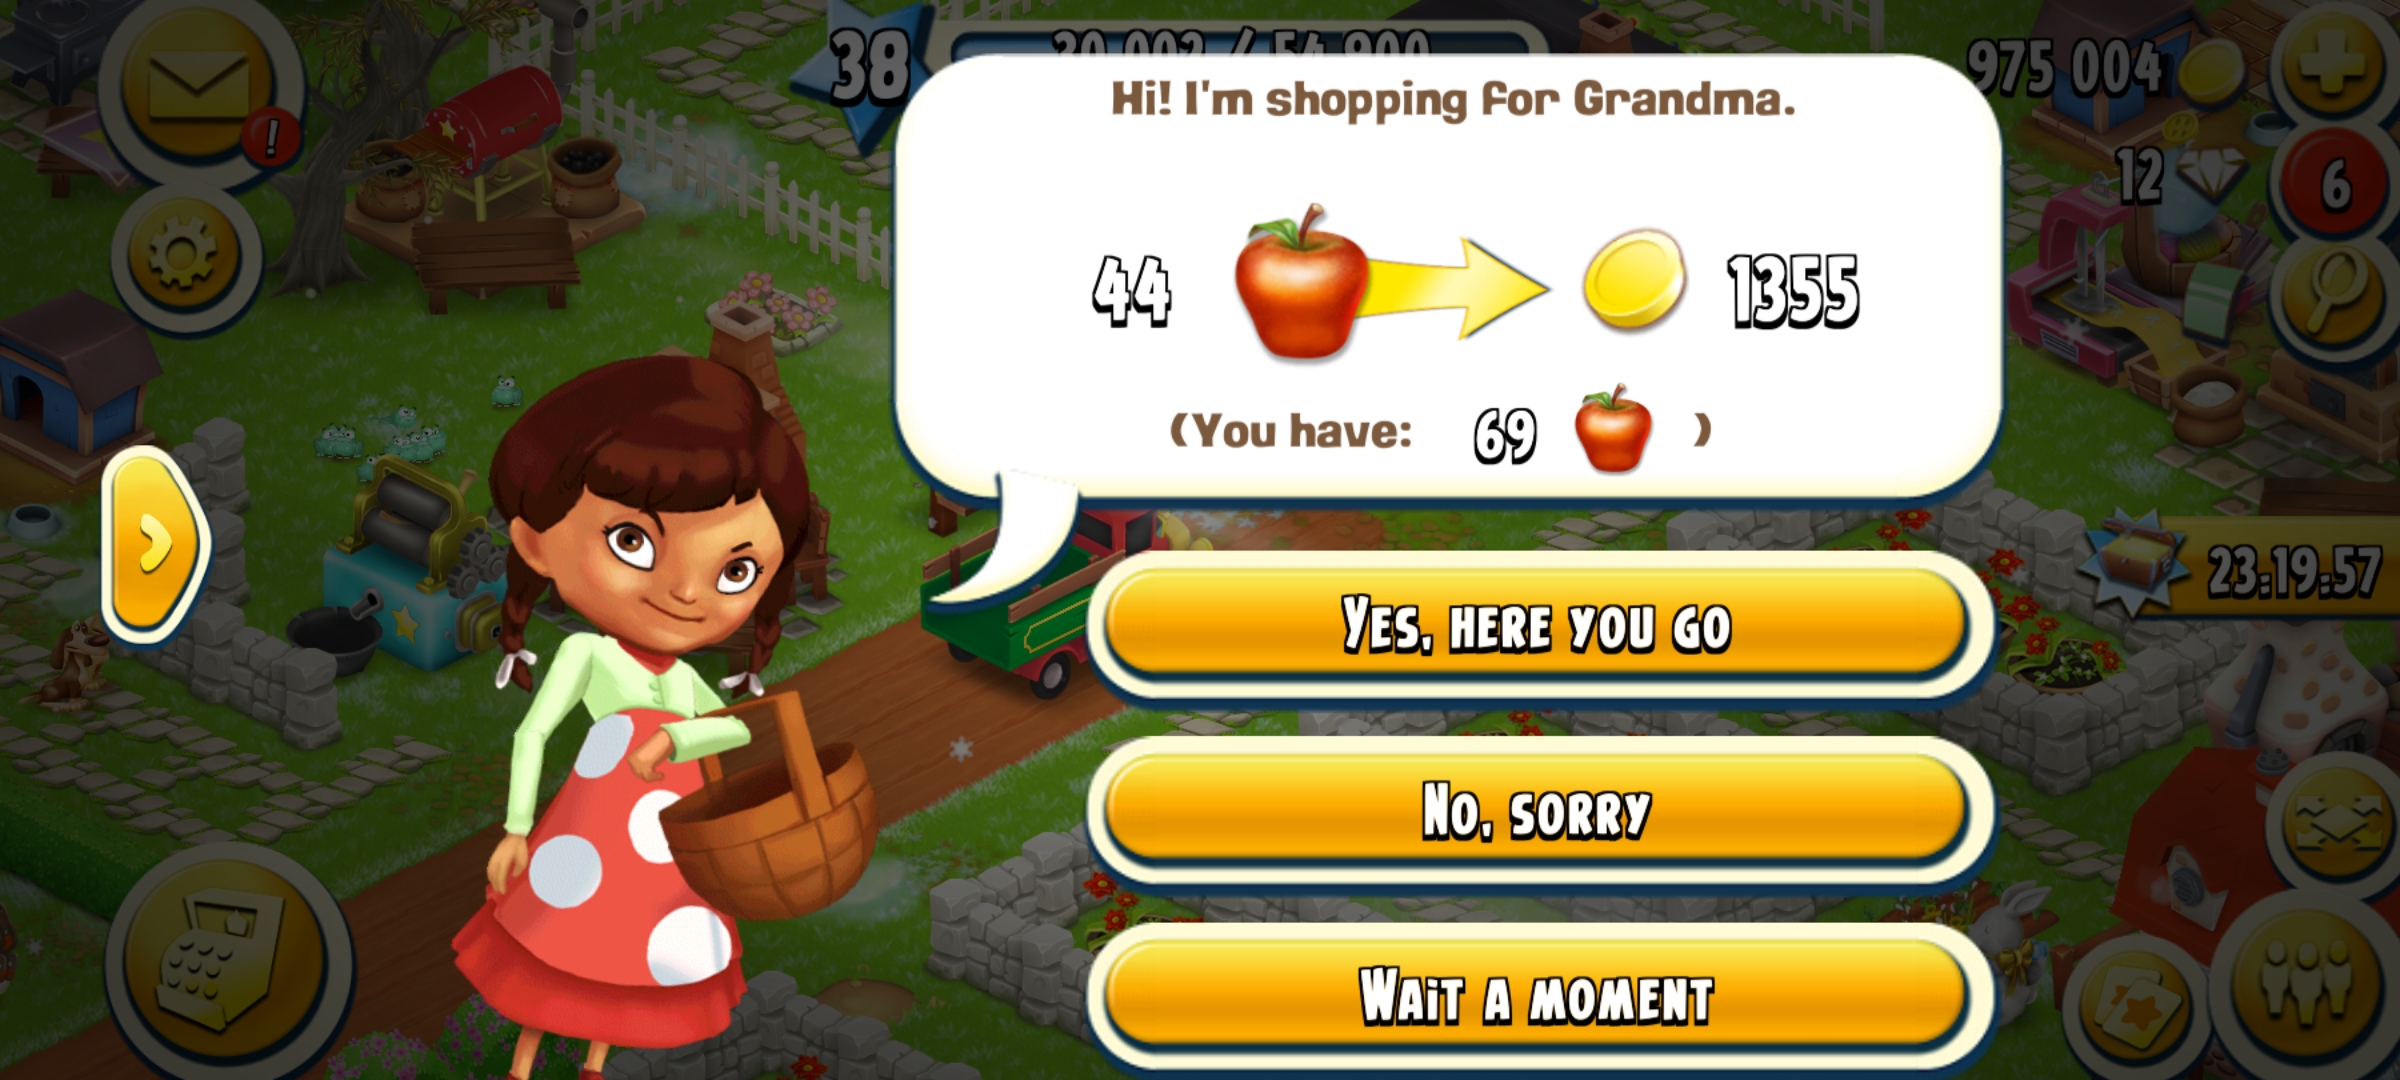 38
975 004
Hi! I'm shopping for Grandma.
!
12
6
44
1355
(You have: 69 )
23:19:57
Yes, here you go
No, sorry
Wait a moment